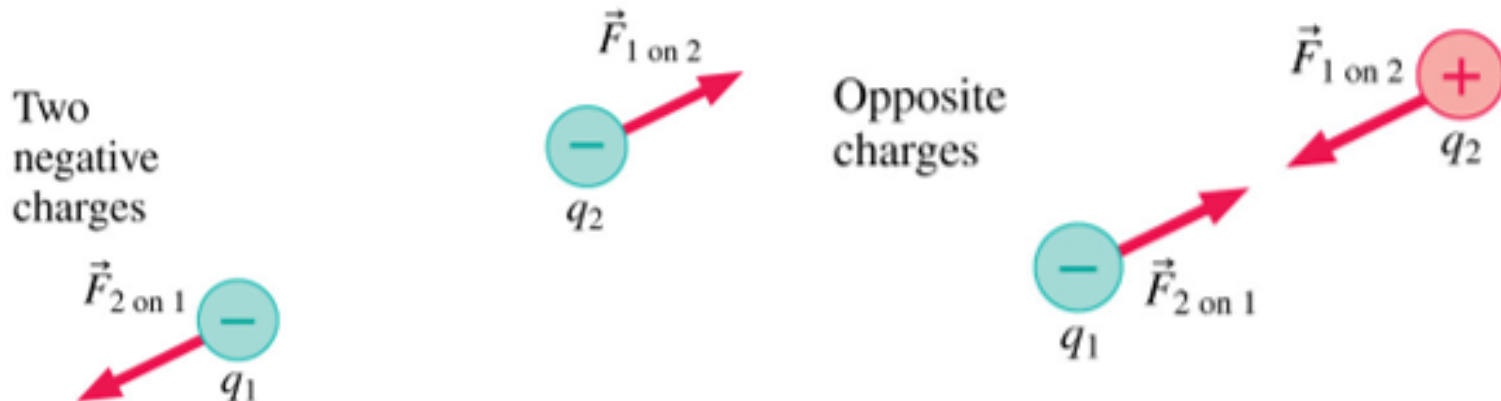 Two
negative
charges
F⃗1 on 2
−
q2
F⃗2 on 1
−
q1
Opposite
charges
F⃗1 on 2
+
q2
−
F⃗2 on 1
q1